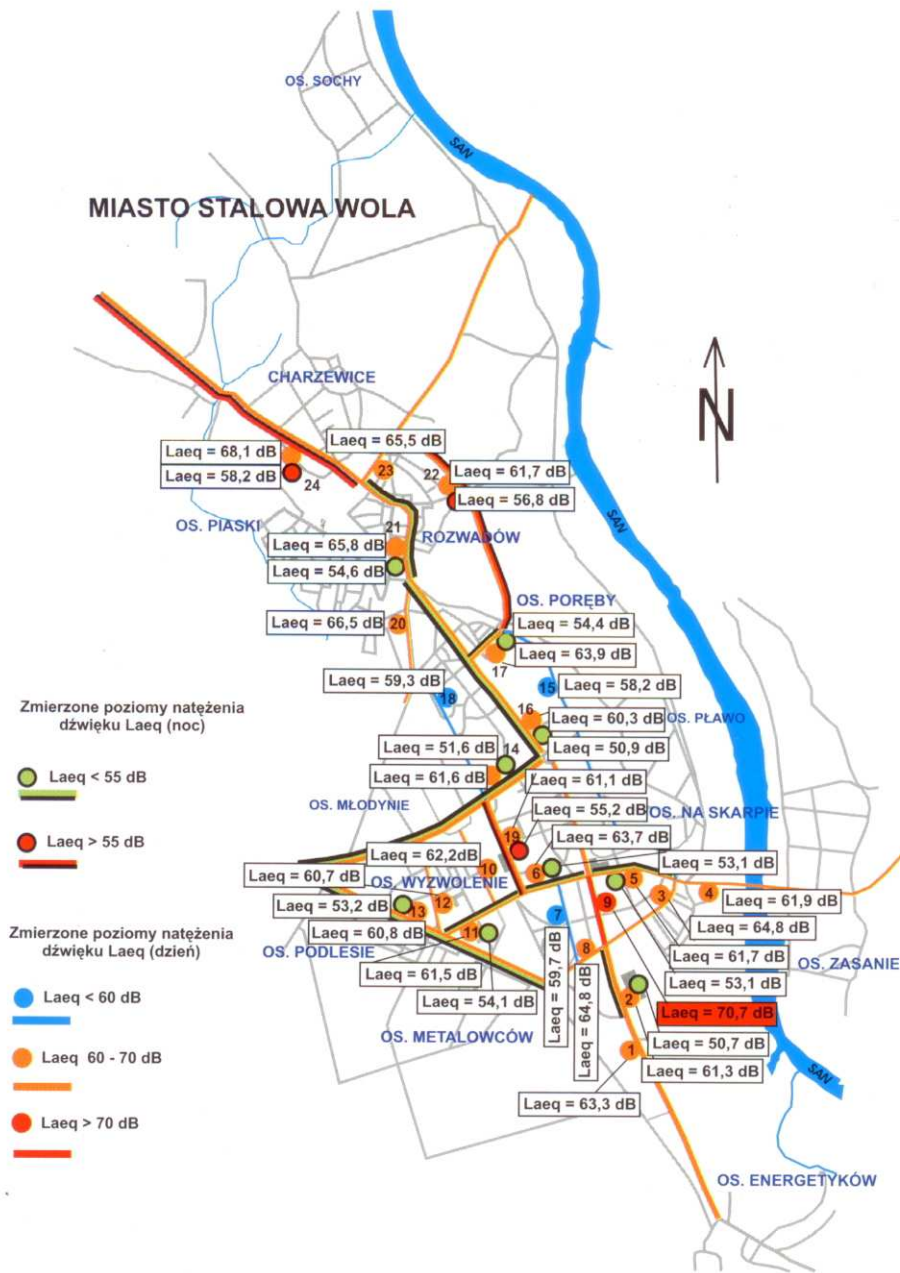 OS. SOCHY
SAN
MIASTO STALOWA WOLA
CHARZEWICE
N
Laeq = 65,5 dB
Laeq = 68,1 dB
23
22
Laeq = 61,7 dB
Laeq = 58,2 dB
24
Laeq = 56,8 dB
OS. PIASKI
21
ROZWADÓW
Laeq = 65,8 dB
Laeq = 54,6 dB
OS. PORĘBY
Laeq = 66,5 dB
20
Laeq = 54,4 dB
Laeq = 63,9 dB
17
Laeq = 59,3 dB
18
15
Laeq = 58,2 dB
Zmierzone poziomy natężenia
dźwięku Laeq (noc)
16
Laeq = 60,3 dB
OS. PŁAWO
Laeq = 51,6 dB
14
Laeq = 50,9 dB
Laeq < 55 dB
Laeq = 61,6 dB
Laeq = 61,1 dB
OS. MŁODYNIE
Laeq = 55,2 dB
OS. NA SKARPIE
Laeq > 55 dB
19
Laeq = 63,7 dB
Laeq = 62,2dB
Laeq = 53,1 dB
Laeq = 60,7 dB
10
6
OS. WYZWOLENIE
5
Laeq = 53,2 dB
12
3
4
Laeq = 61,9 dB
13
9
7
Laeq = 64,8 dB
Zmierzone poziomy natężenia
dźwięku Laeq (dzień)
Laeq = 60,8 dB
11
OS. PODLESIE
8
Laeq = 61,7 dB
OS. ZASANIE
Laeq = 61,5 dB
Laeq = 53,1 dB
Laeq < 60 dB
Laeq = 54,1 dB
Laeq = 59,7 dB
Laeq = 64,8 dB
2
Laeq = 70,7 dB
OS. METALOWCÓW
Laeq = 50,7 dB
Laeq 60 - 70 dB
1
Laeq = 61,3 dB
SAN
Laeq = 63,3 dB
Laeq > 70 dB
OS. ENERGETYKÓW